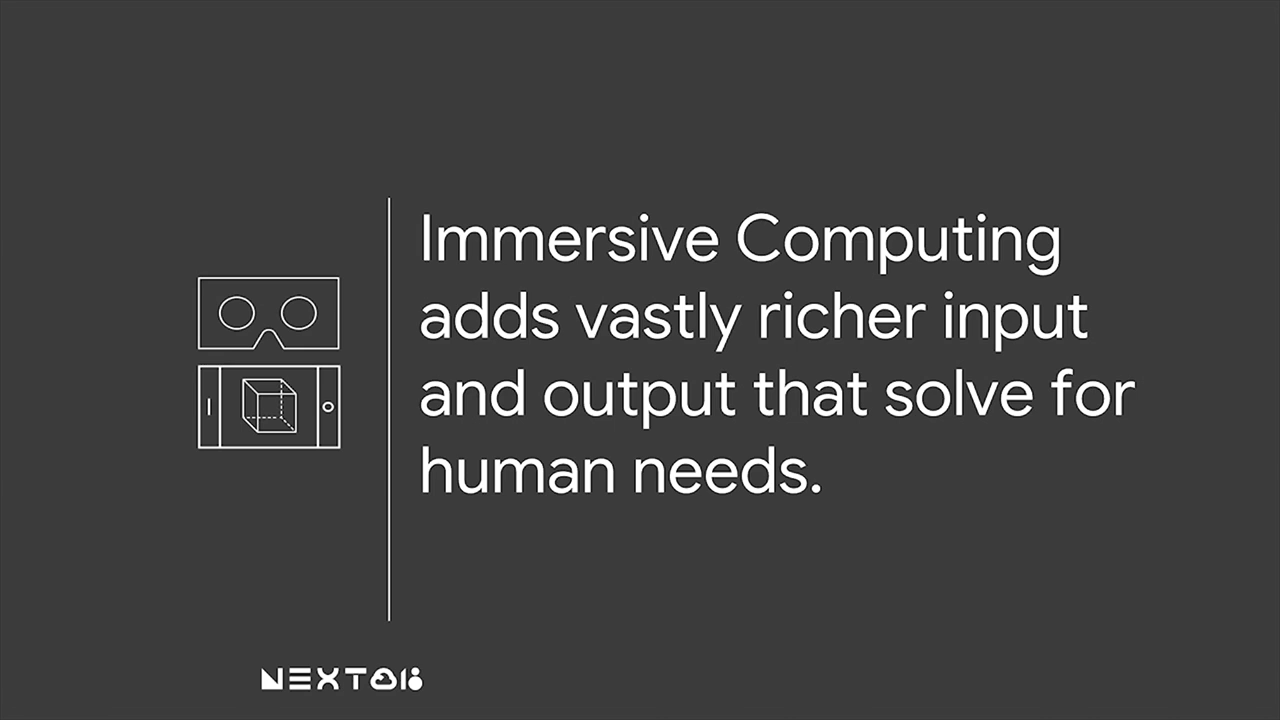 Immersive Computing
adds vastly richer input
and output that solve for
human needs.
NEXT18